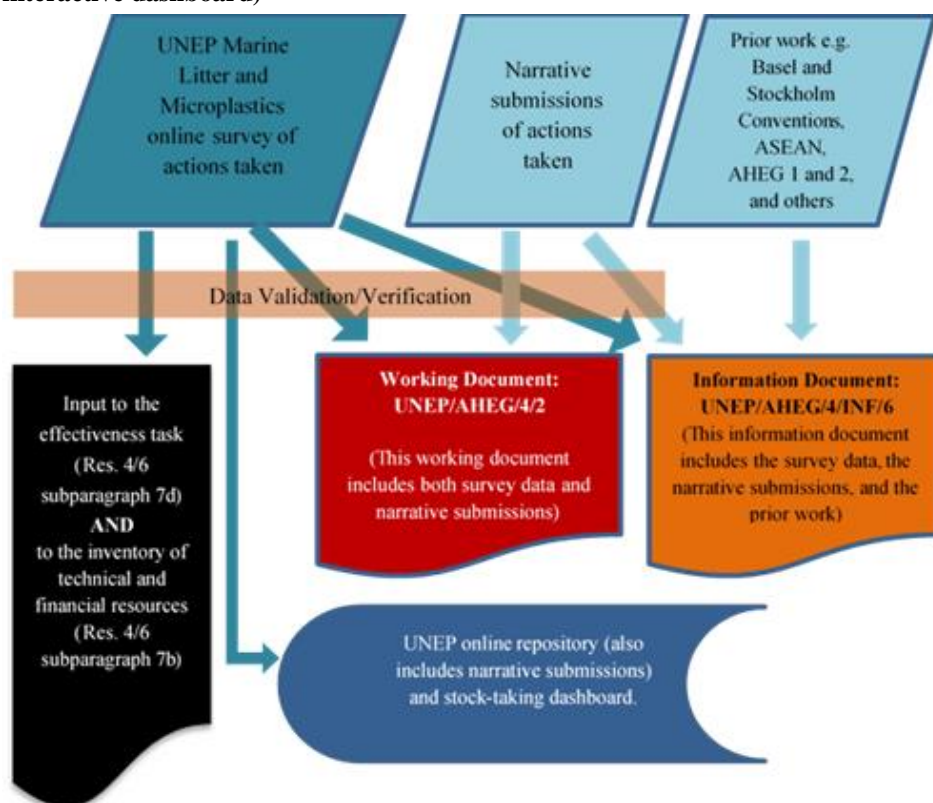 interactive dashboard)
UNEP Marine
Litter and
Microplastics
online survey of
actions taken
Narrative
submissions
of actions
taken
Prior work e.g.
Basel and
Stockholm
Conventions,
ASEAN,
AHEG 1 and 2,
and others
Data Validation/Verification
Input to the
effectiveness task
(Res. 4/6
subparagraph 7d)
AND
to the inventory of
technical and
financial resources
(Res. 4/6
subparagraph 7b)
Working Document:
UNEP/AHEG/4/2
(This working document
includes both survey data and
narrative submissions)
Information Document:
UNEP/AHEG/4/INF/6
(This information document
includes the survey data, the
narrative submissions, and the
prior work)
UNEP online repository (also
includes narrative submissions)
and stock-taking dashboard.